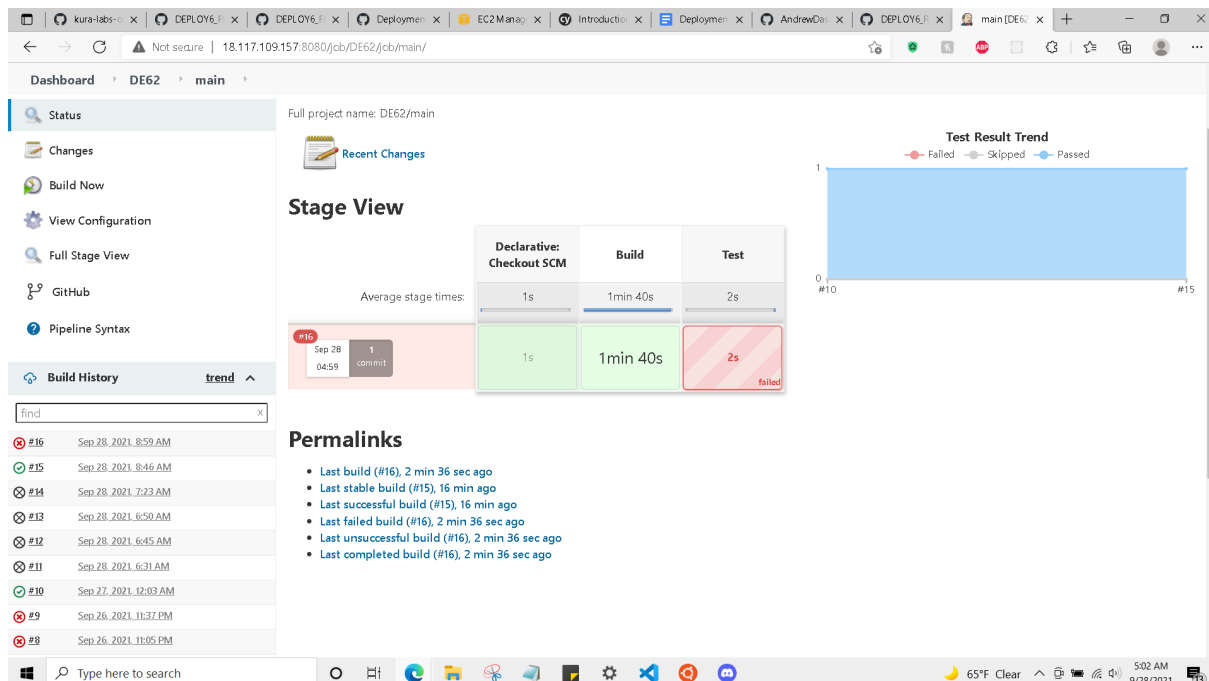 kura-labs-o
DEPLOY6_F
DEPLOY6_F
Deploymen
EC2 Manag
Introduction
Deploymen
AndrewDas
DEPLOY6_R
main [DE62
Not secure | 18.117.109.157:8080/job/DE62/job/main/
ABP
Dashboard
DE62
main
Status
Changes
Build Now
View Configuration
Full Stage View
GitHub
Pipeline Syntax
Build History
trend
find
x
#16 Sep 28, 2021, 8:59 AM
#15 Sep 28, 2021, 8:46 AM
#14 Sep 28, 2021, 7:23 AM
#13 Sep 28, 2021, 6:50 AM
#12 Sep 28, 2021, 6:45 AM
#11 Sep 28, 2021, 6:31 AM
#10 Sep 27, 2021, 12:03 AM
#9 Sep 26, 2021, 11:37 PM
#8 Sep 26, 2021, 11:05 PM
Full project name: DE62/main
Recent Changes
Stage View
Declarative:
Checkout SCM
Build
Test
Average stage times:
1s
1min 40s
2s
#16
Sep 28
04:59
1
commit
1s
1min 40s
2s
failed
Permalinks
Last build (#16), 2 min 36 sec ago
Last stable build (#15), 16 min ago
Last successful build (#15), 16 min ago
Last failed build (#16), 2 min 36 sec ago
Last unsuccessful build (#16), 2 min 36 sec ago
Last completed build (#16), 2 min 36 sec ago
Test Result Trend
Failed Skipped Passed
1
0
#10
#15
Type here to search
65°F Clear
5:02 AM
9/28/2021